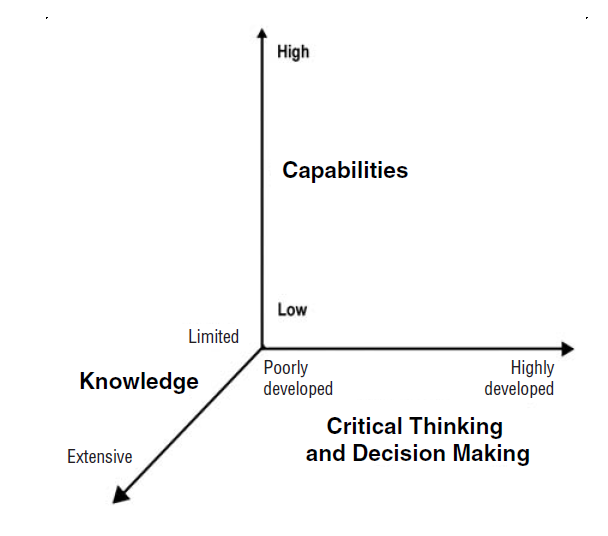 High
Capabilities
Low
Limited
Knowledge
Extensive
Poorly
developed
Highly
developed
Critical Thinking
and Decision Making